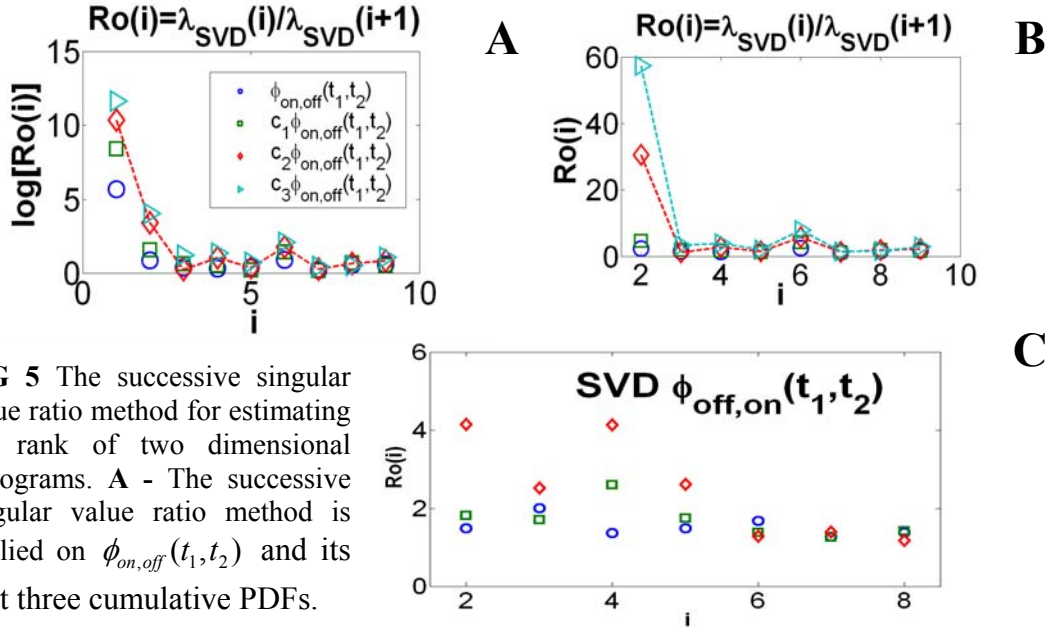 Ro(i)=λSVD(i)/λSVD(i+1)
A
15
10
5
0
log[Ro(i)]
ϕon,off(t1,t2)
c1ϕon,off(t1,t2)
c2ϕon,off(t1,t2)
c3ϕon,off(t1,t2)
0 5 10
i
Ro(i)=λSVD(i)/λSVD(i+1)
B
60
40
20
0
Ro(i)
2 4 6 8 10
i
G 5 The successive singular
ue ratio method for estimating
rank of two dimensional
ograms. A - The successive
gular value ratio method is
lied on ϕon,off(t1,t2) and its
t three cumulative PDFs.
C
SVD ϕoff,on(t1,t2)
6
4
2
0
Ro(i)
2 4 6 8
i